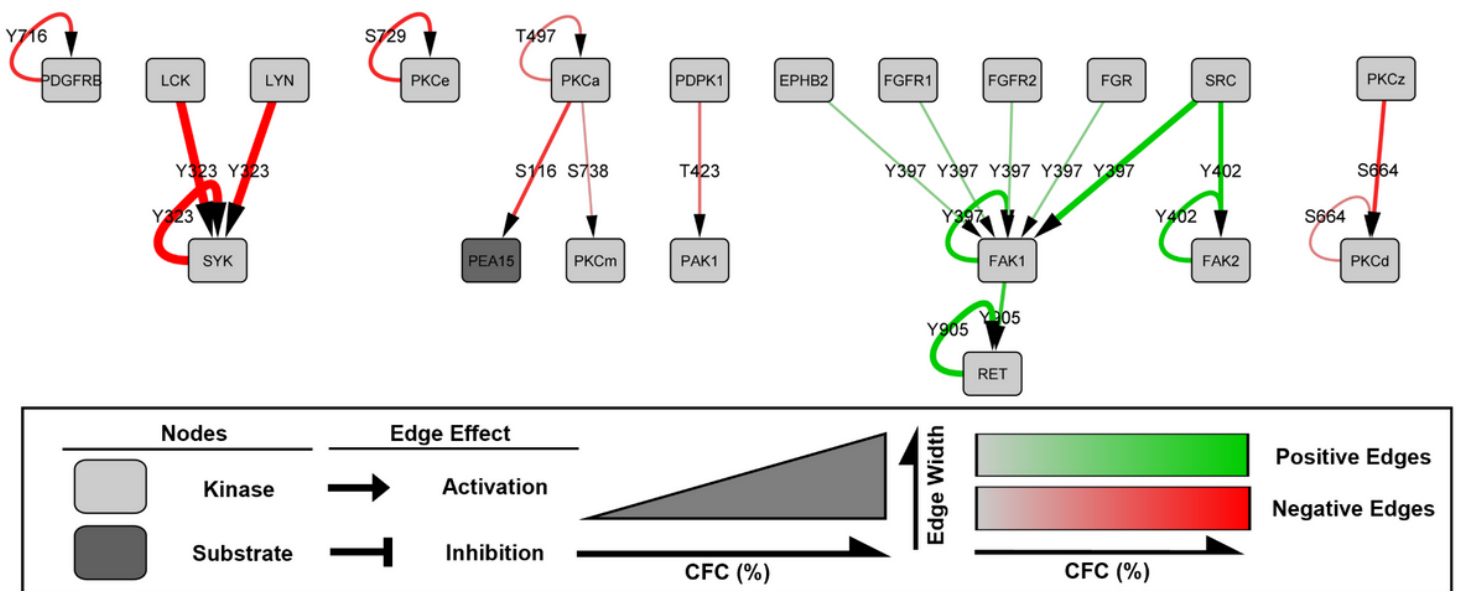 Y716
S729
T497
PDGFRB
LCK
LYN
PKCe
PKCa
PDPK1
EPHB2
FGFR1
FGFR2
FGR
SRC
PKCz
Y323
Y323
S116
S738
T423
Y397
Y397
Y397
Y397
Y397
Y402
S664
Y323
Y397
Y402
S664
SYK
PEA15
PKCm
PAK1
FAK1
FAK2
PKCd
Y905
Y905
RET
Nodes
Edge Effect
Kinase
Activation
Substrate
Inhibition
CFC (%)
Edge Width
Positive Edges
Negative Edges
CFC (%)